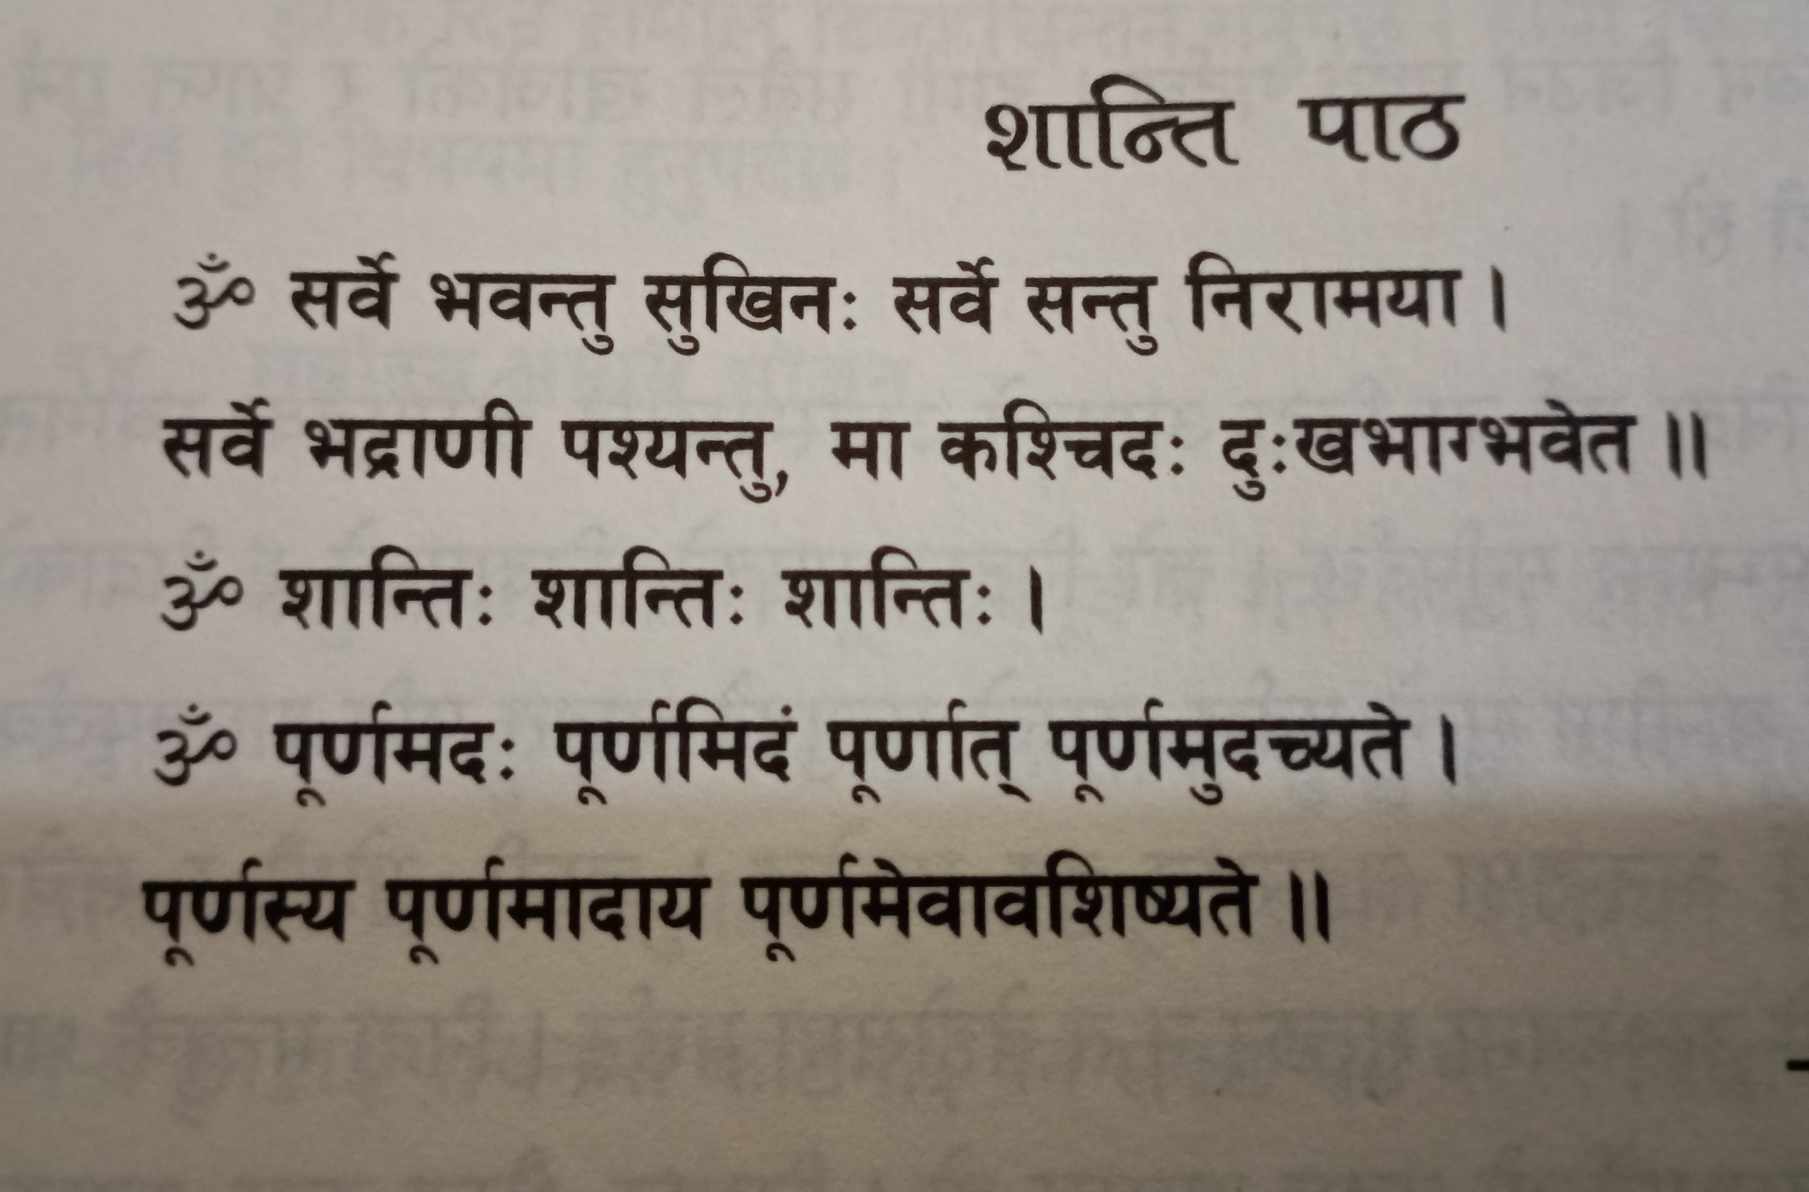 शान्ति पाठ
ॐ सर्वे भवन्तु सुखिनः सर्वे सन्तु निरामया।
सर्वे भद्राणी पश्यन्तु, मा कश्चिदः दुःखभाग्भवेत॥
ॐ शान्तिः शान्तिः शान्तिः।
ॐ पूर्णमदः पूर्णमिदं पूर्णात् पूर्णमुदच्यते।
पूर्णस्य पूर्णमादाय पूर्णमेवावशिष्यते॥